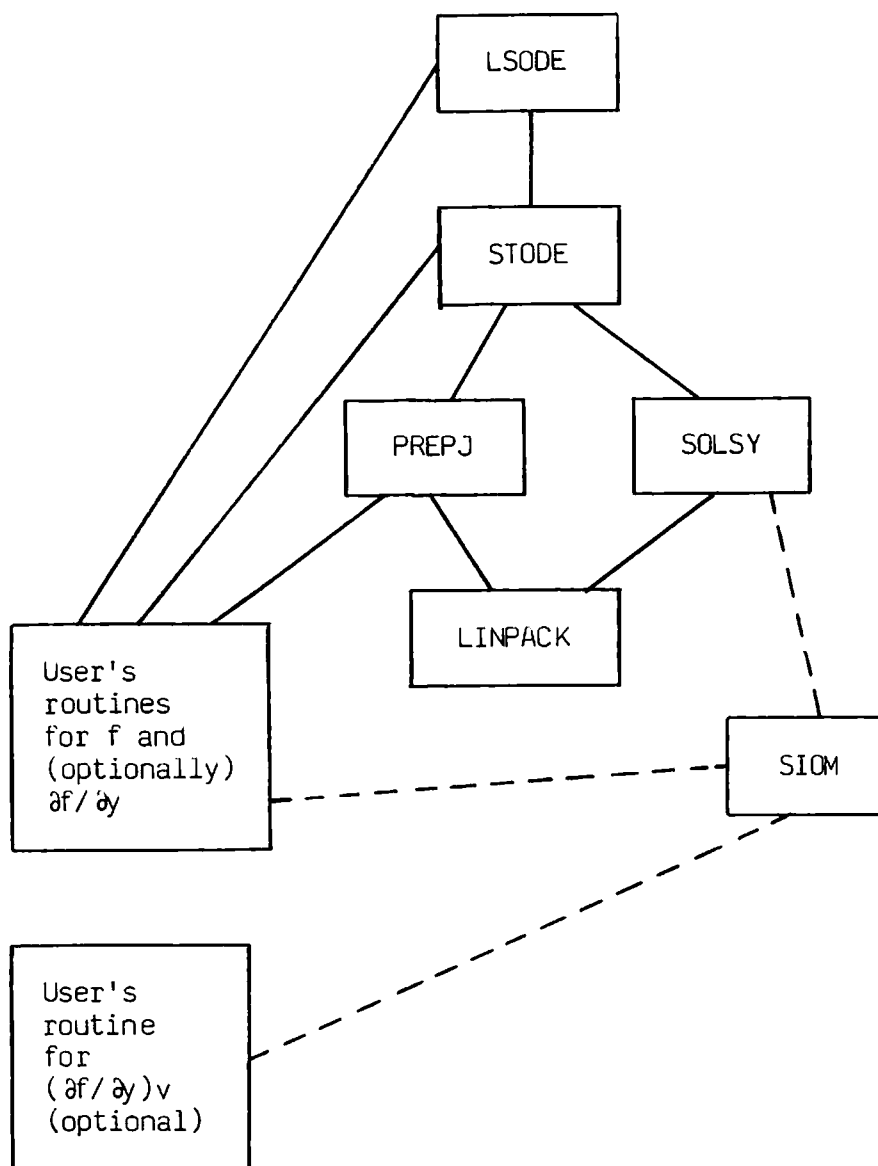 LSODE
STODE
PREPJ
SOLSY
LINPACK
User's
routines
for f and
(optionally)
∂f/∂y
SIOM
User's
routine
for
(∂f/∂y)v
(optional)